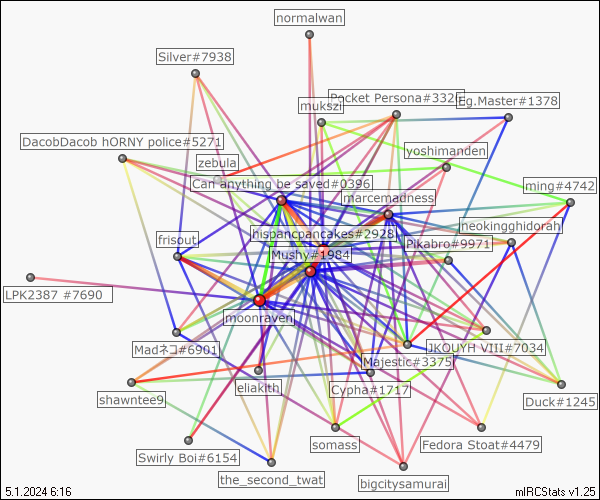 normalwan
Silver#7938
Pocket Persona#332
mukszi
Eg.Master#1378
DacobDacob hORNY police#5271
yoshimanden
zebula
Can anything be saved#0396
ming#4742
marcemadness
neokingghidorah
hispancpancakes#2928
frisout
Pikabro#9971
Mushy#1984
LPK2387 #7690
moonraven
Madネコ#6901
JKOUYH VIII#7034
Majestic#3375
eliakith
Cypha#1717
shawntee9
Duck#1245
somass
Fedora Stoat#4479
Swirly Boi#6154
the_second_twat
bigcitysamurai
5.1.2024 6:16
mIRCStats v1.25